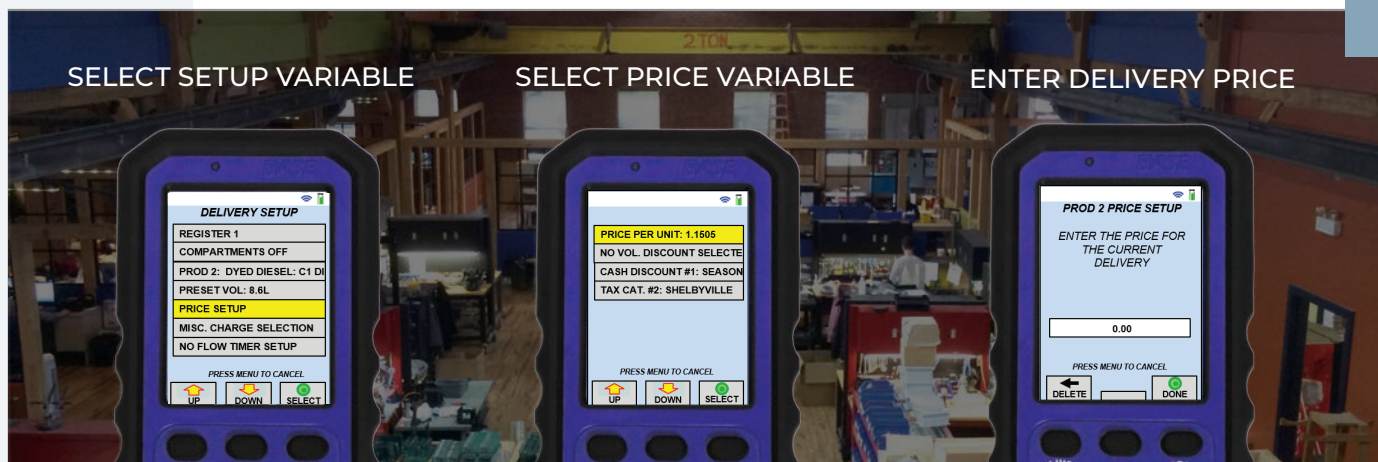 2 TON
SELECT SETUP VARIABLE
SELECT PRICE VARIABLE
ENTER DELIVERY PRICE
DELIVERY SETUP
REGISTER 1
COMPARTMENTS OFF
PROD 2: DYED DIESEL: C1 DI
PRESET VOL: 8.6L
PRICE SETUP
MISC. CHARGE SELECTION
NO FLOW TIMER SETUP
PRESS MENU TO CANCEL
UP
DOWN
SELECT
PRICE PER UNIT: 1.1505
NO VOL. DISCOUNT SELECTE
CASH DISCOUNT #1: SEASON
TAX CAT. #2: SHELBYVILLE
PRESS MENU TO CANCEL
UP
DOWN
SELECT
PROD 2 PRICE SETUP
ENTER THE PRICE FOR
THE CURRENT
DELIVERY
0.00
PRESS MENU TO CANCEL
DELETE
DONE